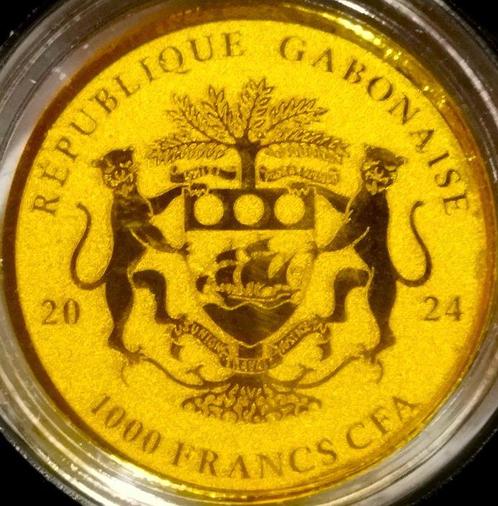 RÉPUBLIQUE GABONAISE
20 24
1000 FRANCS CFA